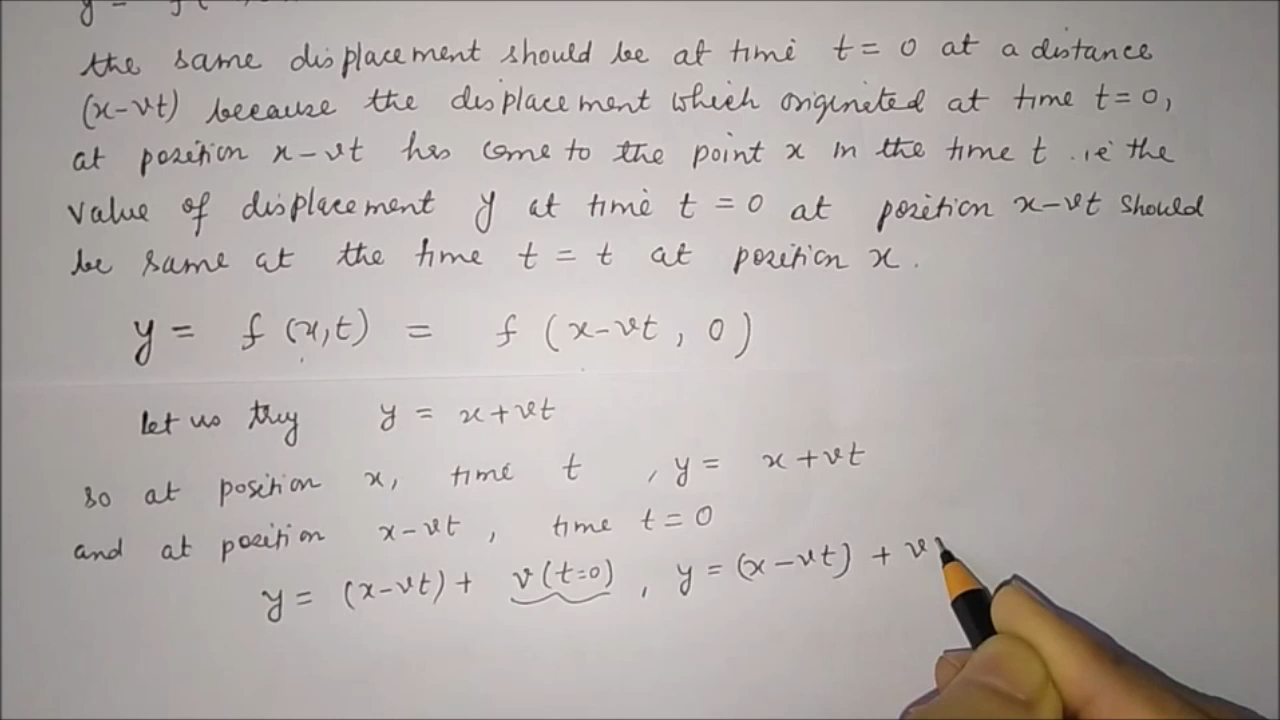 the same displacement should be at time t = 0 at a distance
(x-vt) because the displacement which origineted at time t=0,
at position x-vt has come to the point x in the time t .ie the
value of displacement y at time t = 0 at position x-vt should
be same at the time t = t at position x.
y = f (x,t) = f (x-vt, 0)
let us try y = x+vt
so at position x, time t , y = x+vt
and at position x-vt, time t=0
y = (x-vt) + v(t=0) , y = (x-vt) + v